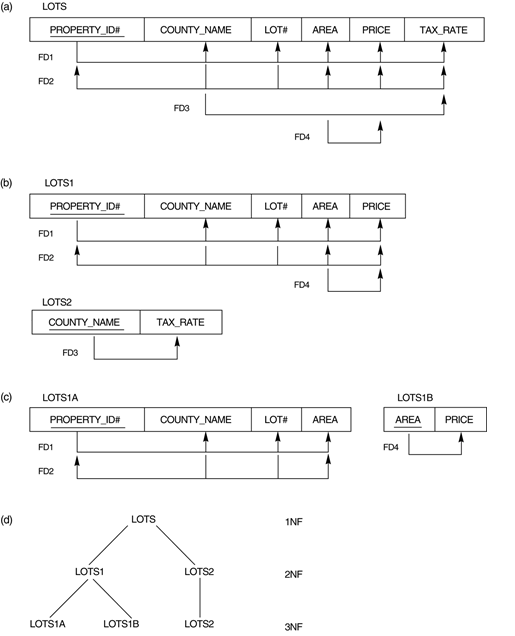 (a) LOTS
PROPERTY_ID# COUNTY_NAME LOT# AREA PRICE TAX_RATE
FD1
FD2
FD3
FD4
(b) LOTS1
PROPERTY_ID# COUNTY_NAME LOT# AREA PRICE
FD1
FD2
FD4
LOTS2
COUNTY_NAME TAX_RATE
FD3
(c) LOTS1A LOTS1B
PROPERTY_ID# COUNTY_NAME LOT# AREA AREA PRICE
FD1 FD4
FD2
(d) LOTS 1NF
LOTS1 LOTS2 2NF
LOTS1A LOTS1B LOTS2 3NF